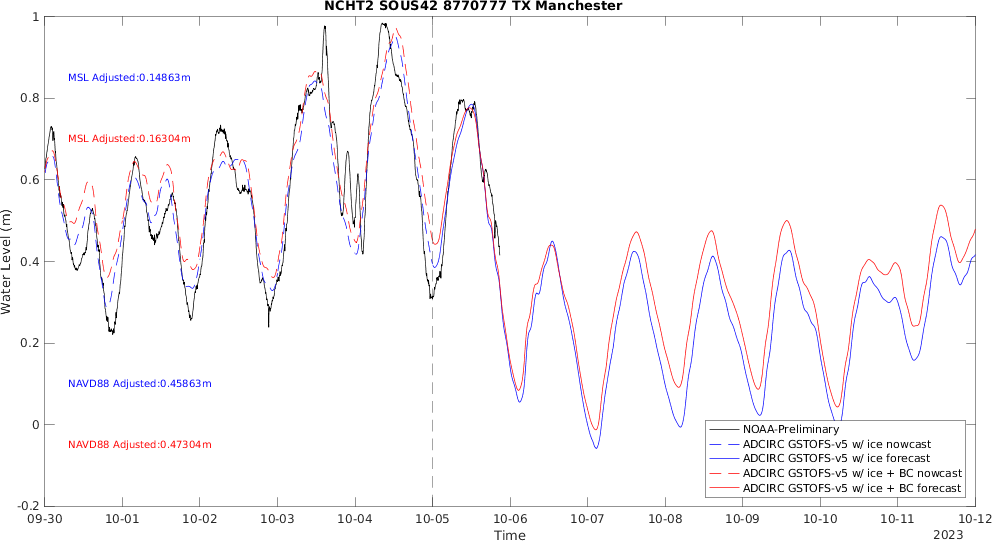 NCHT2 SOUS42 8770777 TX Manchester
1
0.8
0.6
0.4
0.2
0
-0.2
Water Level (m)
MSL Adjusted:0.14863m
MSL Adjusted:0.16304m
NAVD88 Adjusted:0.45863m
NAVD88 Adjusted:0.47304m
NOAA-Preliminary
ADCIRC GSTOFS-v5 w/ ice nowcast
ADCIRC GSTOFS-v5 w/ ice forecast
ADCIRC GSTOFS-v5 w/ ice + BC nowcast
ADCIRC GSTOFS-v5 w/ ice + BC forecast
09-30 10-01 10-02 10-03 10-04 10-05 10-06 10-07 10-08 10-09 10-10 10-11 10-12
Time
2023